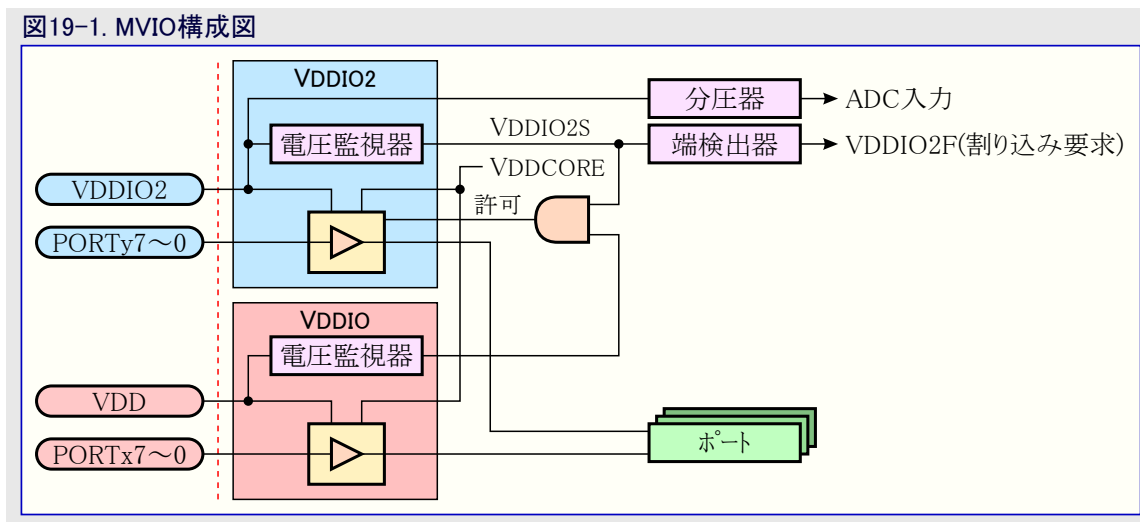 図19-1. MVIO構成図
VDDIO2
分圧器
ADC入力
電圧監視器
VDDIO2S
端検出器
VDDIO2F(割り込み要求)
VDDCORE
VDDIO2
許可
PORTy7～0
VDDIO
電圧監視器
VDD
PORTx7～0
ポート